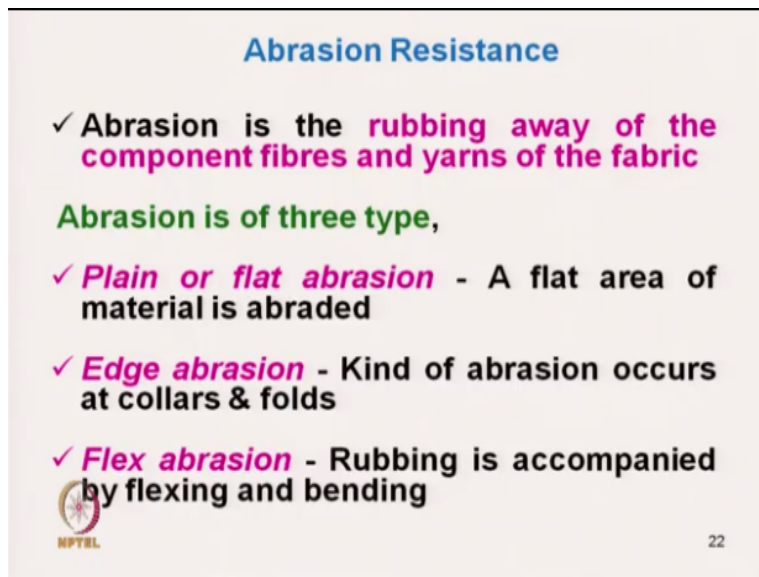 Abrasion Resistance
✓ Abrasion is the rubbing away of the
component fibres and yarns of the fabric
Abrasion is of three type,
✓ Plain or flat abrasion - A flat area of
material is abraded
✓ Edge abrasion - Kind of abrasion occurs
at collars & folds
✓ Flex abrasion - Rubbing is accompanied
by flexing and bending
NPTEL
22